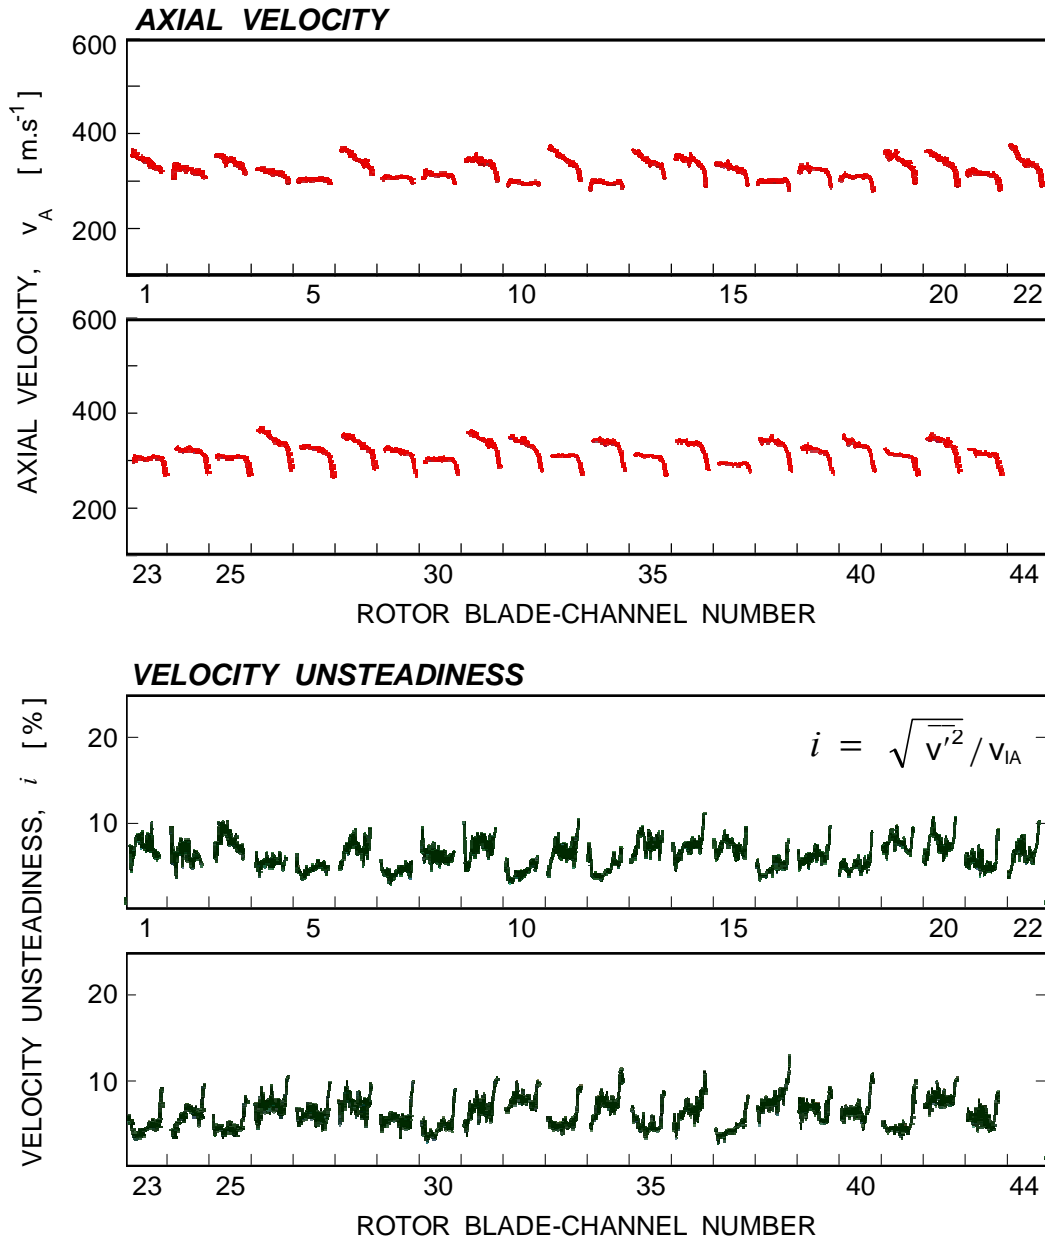 AXIAL VELOCITY
AXIAL VELOCITY, v_A [m.s⁻¹]
600
400
200
1 5 10 15 20 22
600
400
200
23 25 30 35 40 44
ROTOR BLADE-CHANNEL NUMBER
VELOCITY UNSTEADINESS
VELOCITY UNSTEADINESS, i [%]
i = √v′² / v_IA
20
10
1 5 10 15 20 22
20
10
23 25 30 35 40 44
ROTOR BLADE-CHANNEL NUMBER